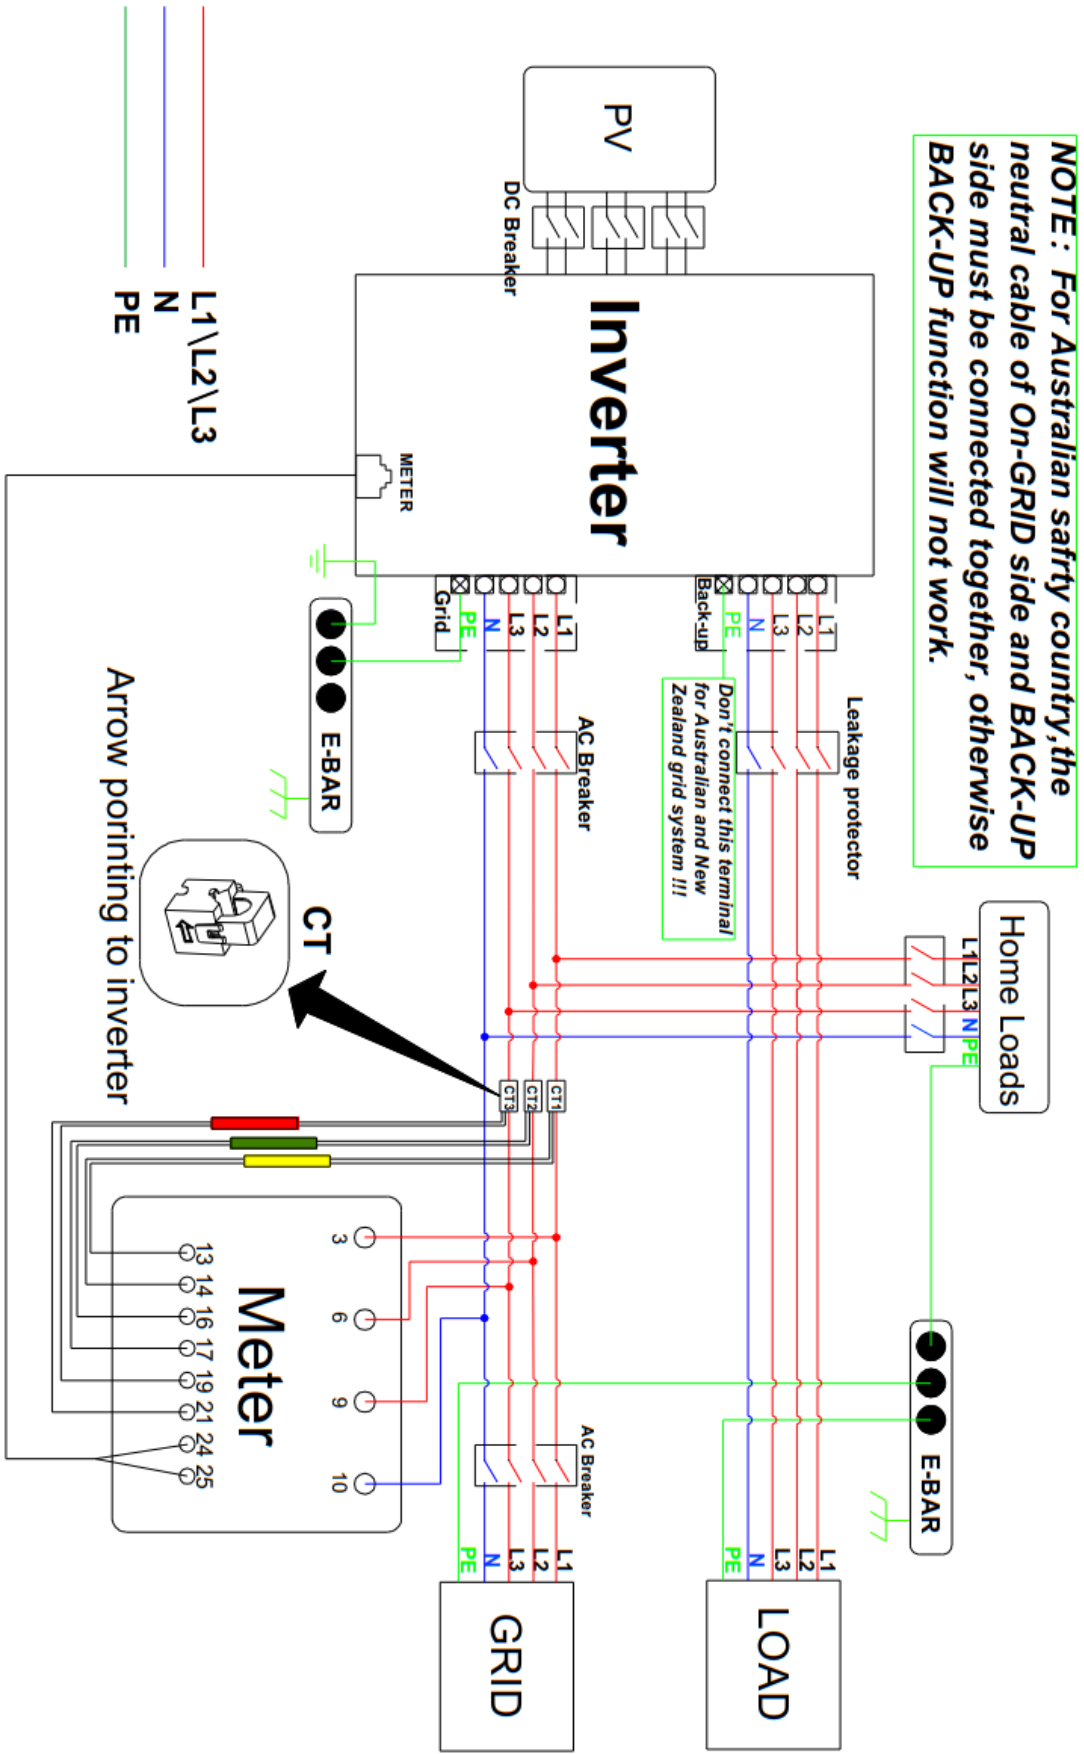 NOTE: For Australian safrty country,the
neutral cable of On-GRID side and BACK-UP
side must be connected together, otherwise
BACK-UP function will not work.
PV
DC Breaker
Inverter
METER
Back-up
L1
L2
L3
N
PE
Grid
L1
L2
L3
N
PE
Leakage protector
Don't connect this terminal
for Australian and New
Zealand grid system !!!
AC Breaker
Home Loads
L1 L2 L3 N PE
E-BAR
E-BAR
CT
Arrow porinting to inverter
CT1
CT2
CT3
Meter
3
6
9
10
13 14 16 17 19 21 24 25
AC Breaker
L1
L2
L3
N
PE
LOAD
L1
L2
L3
N
PE
GRID
L1\L2\L3
N
PE